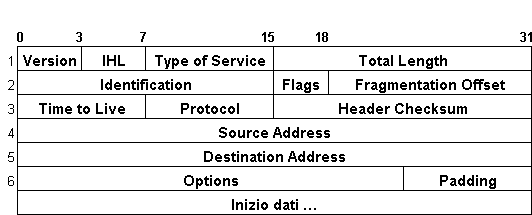 0 3 7 15 18 31
1 Version IHL Type of Service Total Length
2 Identification Flags Fragmentation Offset
3 Time to Live Protocol Header Checksum
4 Source Address
5 Destination Address
6 Options Padding
Inizio dati ...